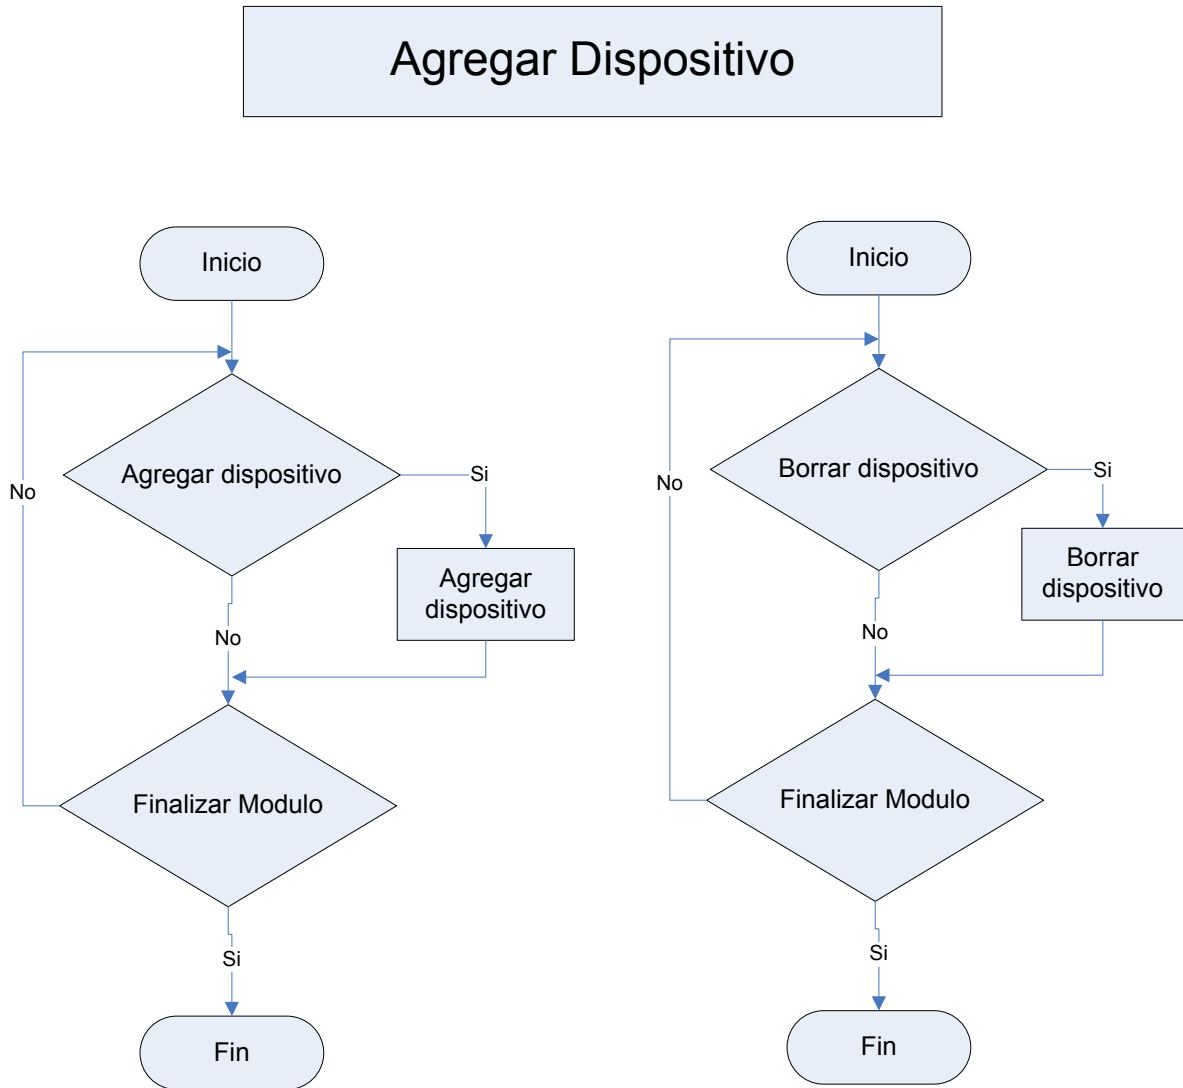 Agregar Dispositivo
Inicio
Agregar dispositivo
Si
No
Agregar
dispositivo
No
Finalizar Modulo
Si
Fin
Inicio
Borrar dispositivo
Si
No
Borrar
dispositivo
No
Finalizar Modulo
Si
Fin